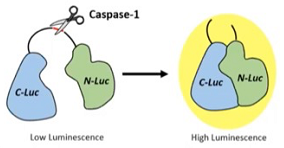 Caspase-1
C-Luc
N-Luc
C-Luc
N-Luc
Low Luminescence
High Luminescence